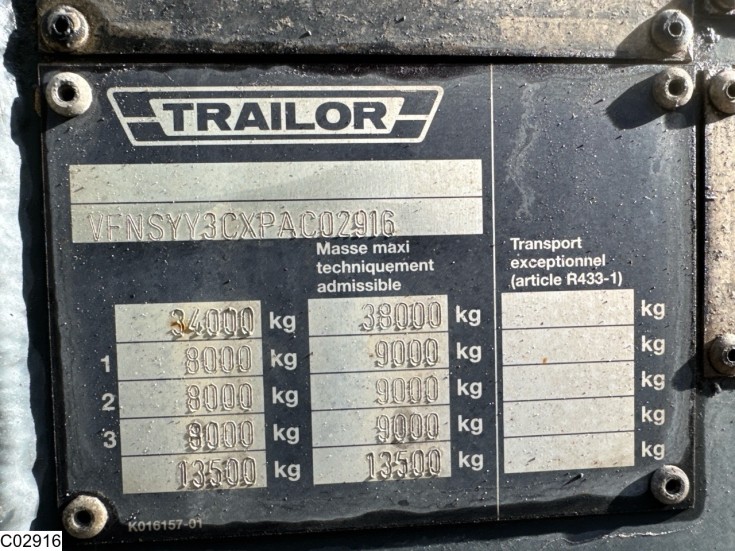 TRAILOR
VFNSYY3CXPAC02916
Masse maxi
techniquement
admissible
Transport
exceptionnel
(article R433-1)
34000 kg 38000 kg kg
1 8000 kg 9000 kg kg
2 8000 kg 9000 kg kg
3 8000 kg 9000 kg kg
13500 kg 13500 kg kg
K016157-01
C02916